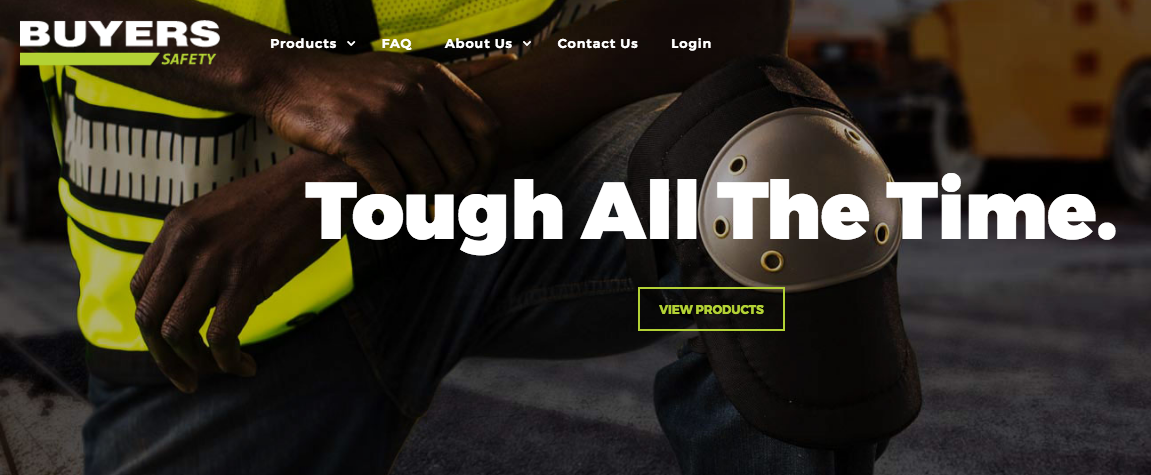 BUYERS
SAFETY
Products
FAQ
About Us
Contact Us
Login
Tough All The Time.
VIEW PRODUCTS